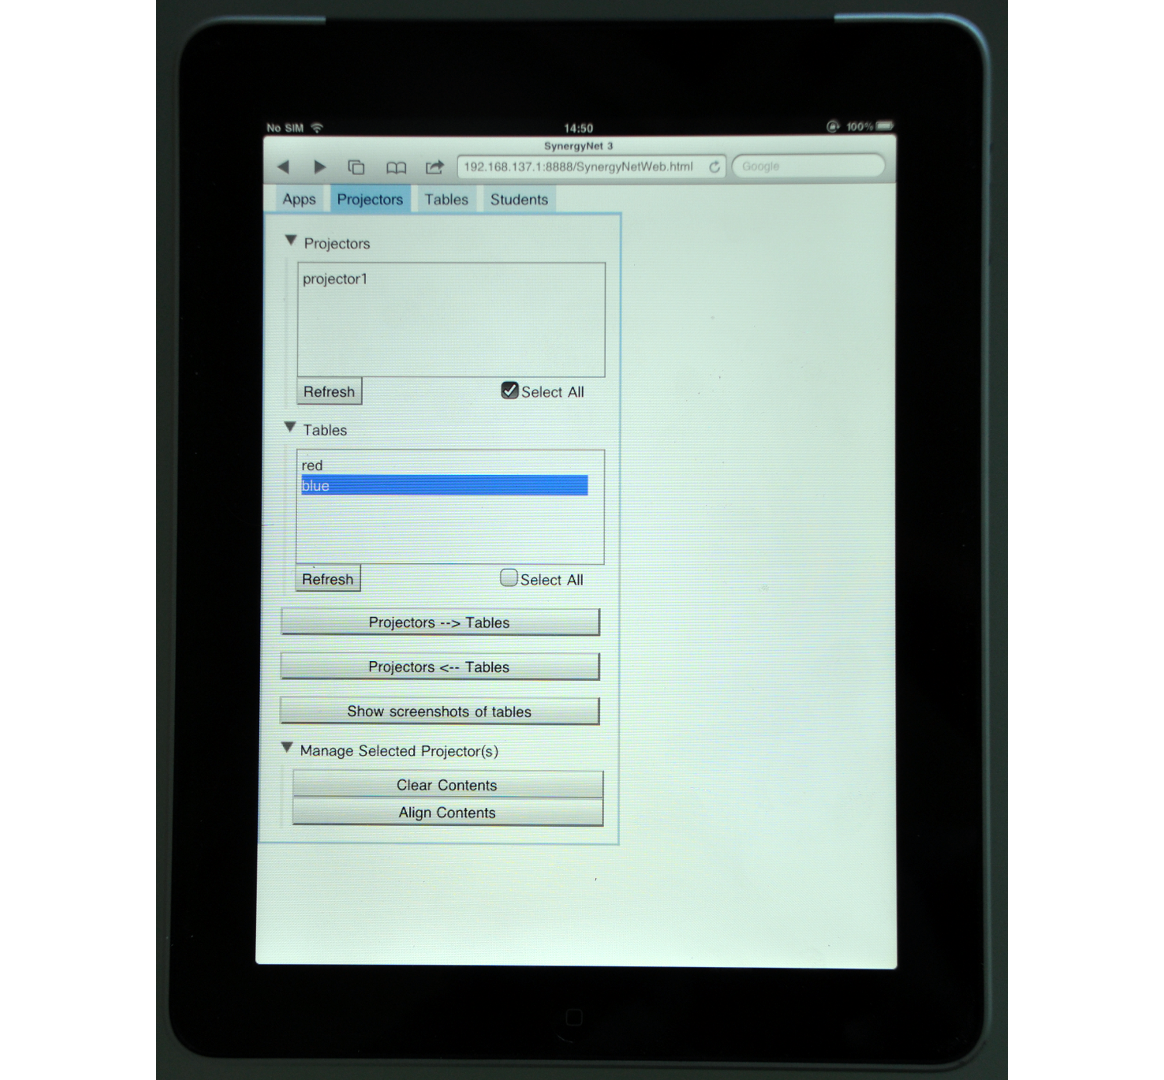 No SIM 14:50 100%
SynergyNet 3
192.168.137.1:8888/SynergyNetWeb.html Google
Apps Projectors Tables Students
Projectors
projector1
Refresh Select All
Tables
red
blue
Refresh Select All
Projectors --> Tables
Projectors <-- Tables
Show screenshots of tables
Manage Selected Projector(s)
Clear Contents
Align Contents